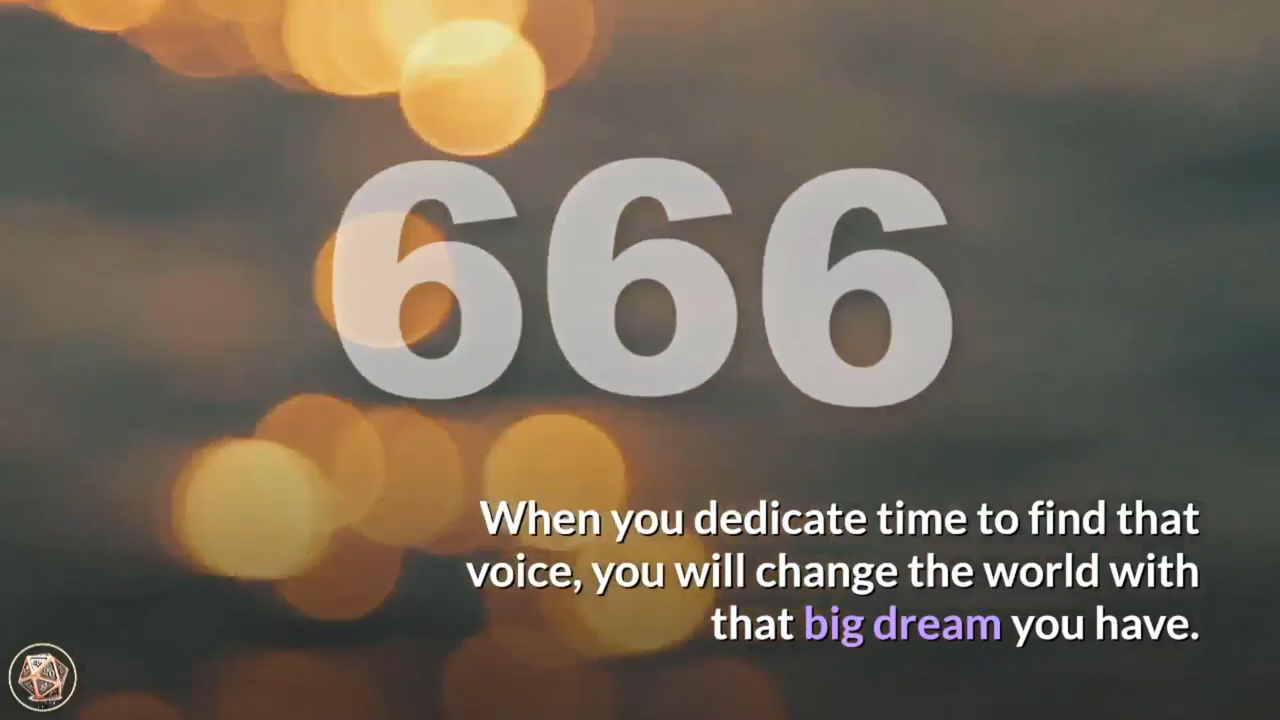 666
When you dedicate time to find that
voice, you will change the world with
that big dream you have.